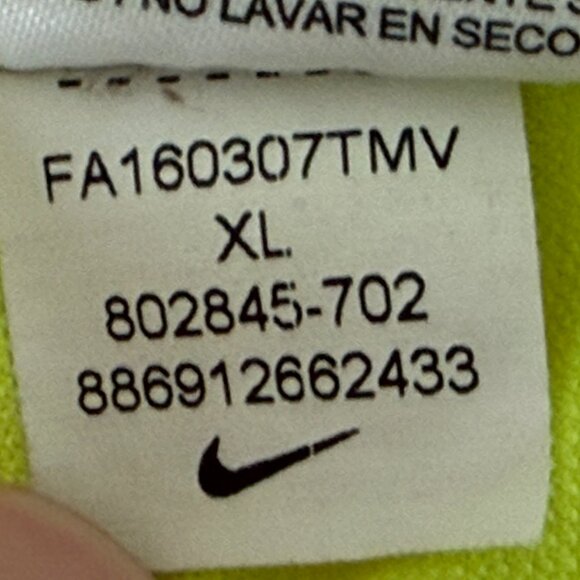 NO LAVAR EN SECO
FA160307TMV
XL
802845-702
886912662433